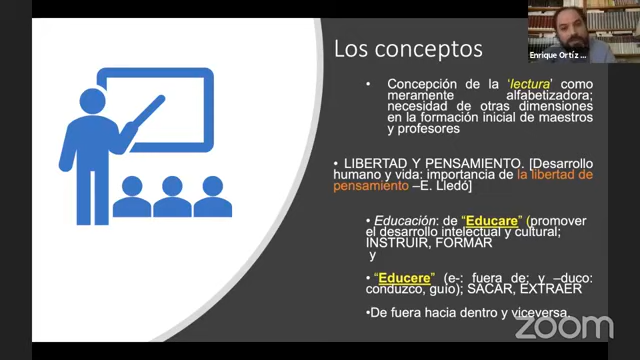 Enrique Ortíz ...
Los conceptos
• Concepción de la ‘lectura’ como
meramente alfabetizadora;
necesidad de otras dimensiones
en la formación inicial de maestros
y profesores
• LIBERTAD Y PENSAMIENTO. [Desarrollo
humano y vida: importancia de la libertad de
pensamiento –E. Lledó]
• Educación: de “Educare” (promover
el desarrollo intelectual y cultural;
INSTRUIR, FORMAR
y
• “Educere” (e-: fuera de; y –duco:
conduzco, guío); SACAR, EXTRAER
•De fuera hacia dentro y viceversa.
zoom